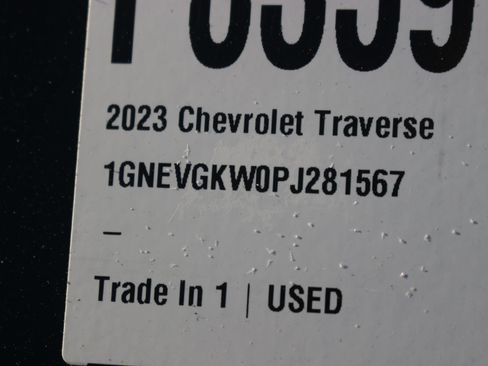 2023 Chevrolet Traverse
1GNEVGKW0PJ281567
–
Trade In 1 | USED